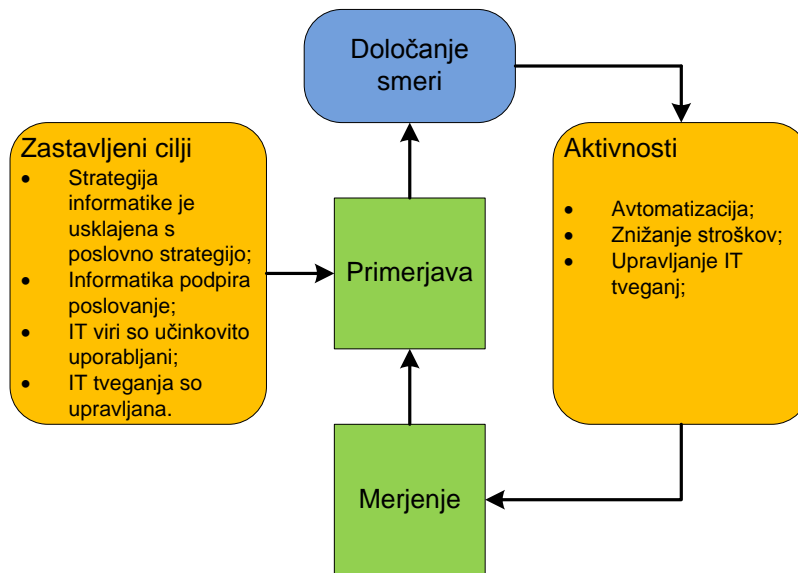 Določanje
smeri
Zastavljeni cilji
• Strategija
informatike je
usklajena s
poslovno strategijo;
• Informatika podpira
poslovanje;
• IT viri so učinkovito
uporabljani;
• IT tveganja so
upravljana.
Primerjava
Aktivnosti
• Avtomatizacija;
• Znižanje stroškov;
• Upravljanje IT
tveganj;
Merjenje